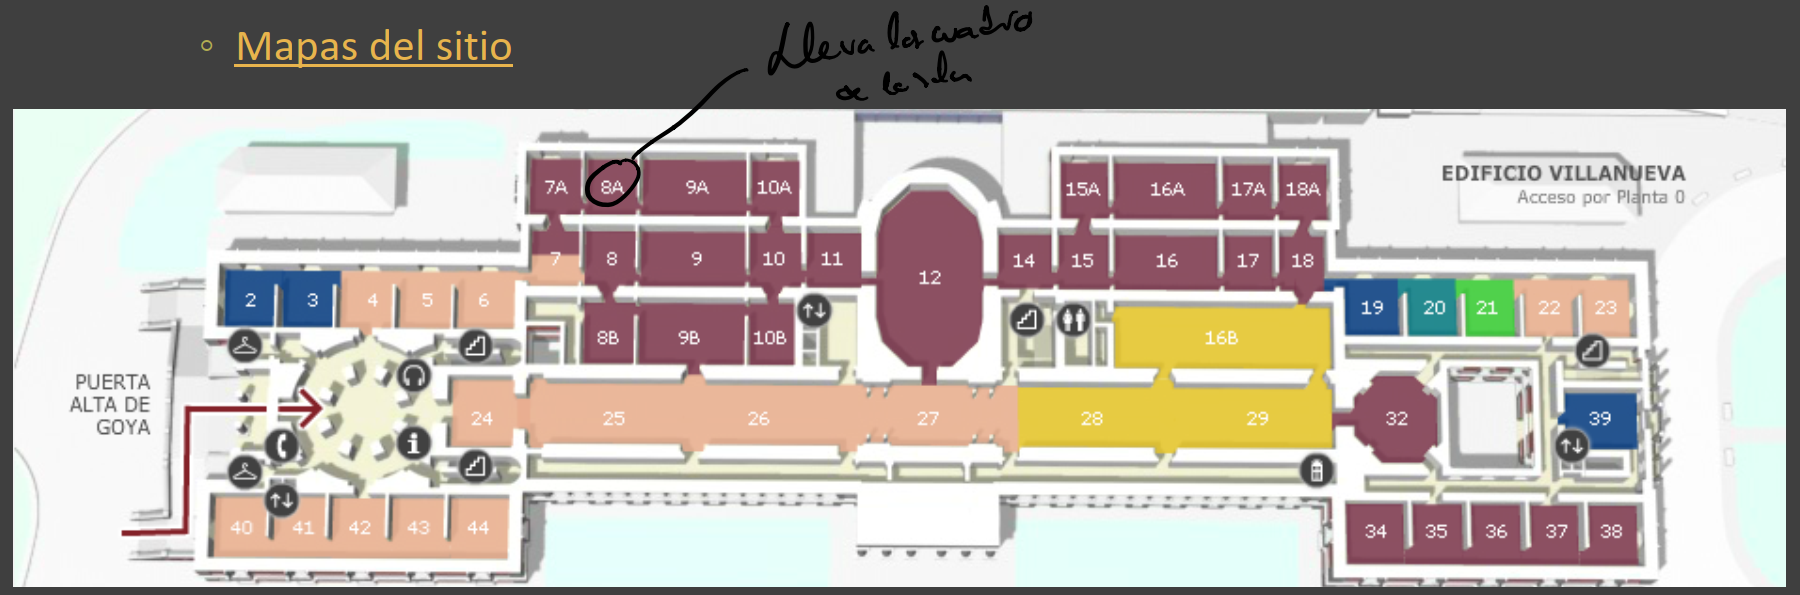 ◦ Mapas del sitio
Lleva los cuadro
de la sala
EDIFICIO VILLANUEVA
Acceso por Planta 0
7A 8A 9A 10A 15A 16A 17A 18A
7 8 9 10 11 12 14 15 16 17 18
2 3 4 5 6 19 20 21 22 23
8B 9B 10B 16B
PUERTA
ALTA DE
GOYA
24 25 26 27 28 29 32 39
40 41 42 43 44 34 35 36 37 38